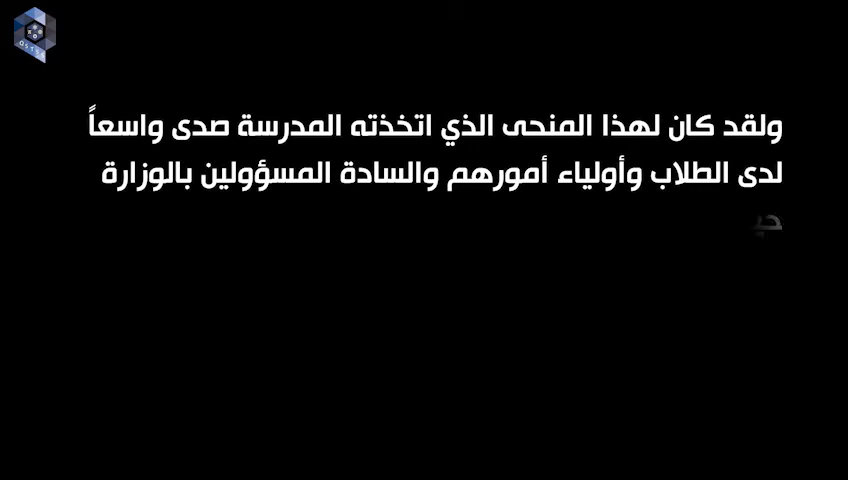 ولقد كان لهذا المنحى الذي اتخذته المدرسة صدى واسعاً
لدى الطلاب وأولياء أمورهم والسادة المسؤولين بالوزارة